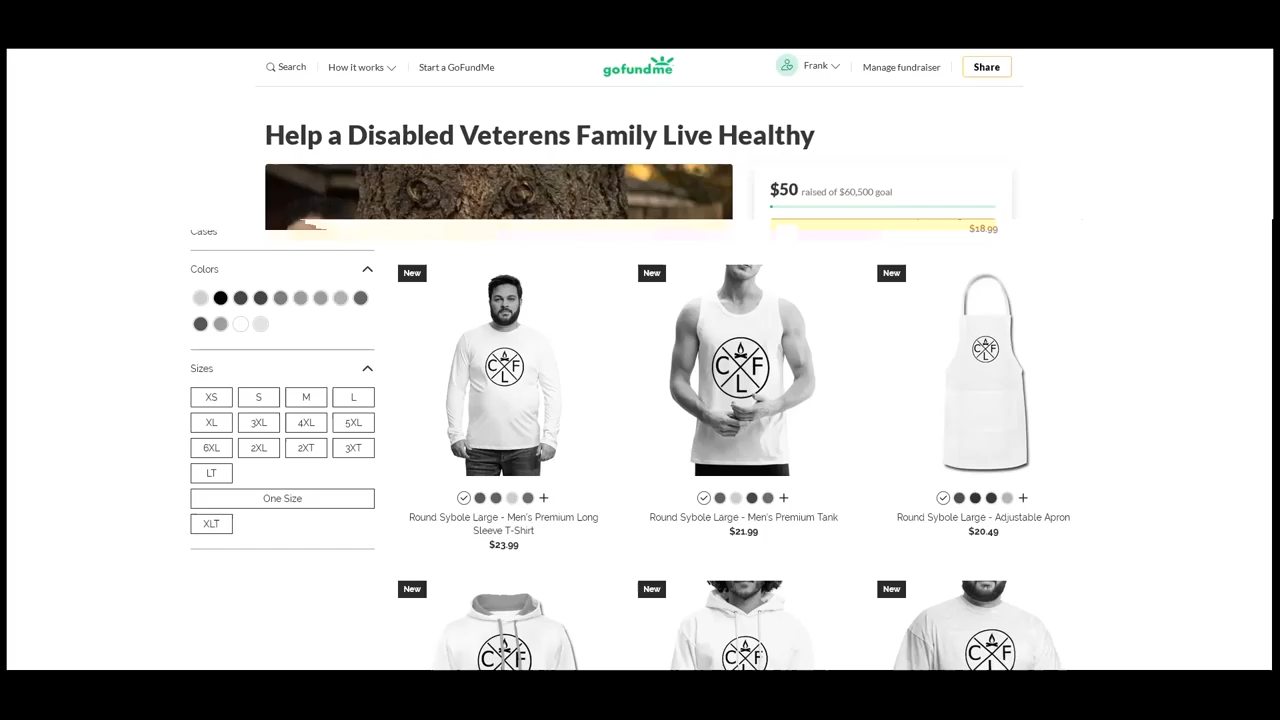 Search
How it works
Start a GoFundMe
gofundme
Frank
Manage fundraiser
Share
Help a Disabled Veterens Family Live Healthy
$50 raised of $60,500 goal
$18.99
Cases
Colors
Sizes
XS S M L
XL 3XL 4XL 5XL
6XL 2XL 2XT 3XT
LT
One Size
XLT
New
C A F L
Round Sybole Large - Men's Premium Long
Sleeve T-Shirt
$23.99
New
C F L
Round Sybole Large - Men's Premium Tank
$21.99
New
C A F L
Round Sybole Large - Adjustable Apron
$20.49
New
C F
L
New
C F
L
New
C F
L